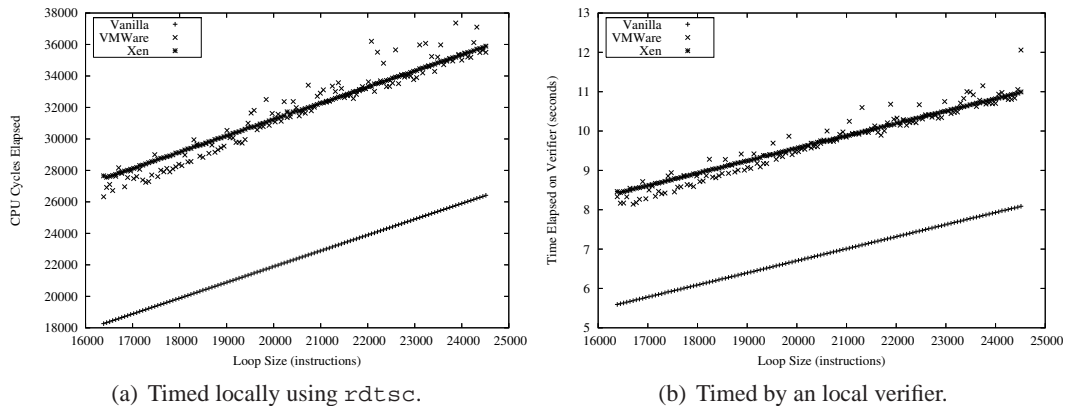 38000
36000
34000
32000
30000
28000
26000
24000
22000
20000
18000
CPU Cycles Elapsed
Vanilla
VMWare
Xen
16000 17000 18000 19000 20000 21000 22000 23000 24000 25000
Loop Size (instructions)
(a) Timed locally using rdtsc.
13
12
11
10
9
8
7
6
5
Time Elapsed on Verifier (seconds)
Vanilla
VMWare
Xen
16000 17000 18000 19000 20000 21000 22000 23000 24000 25000
Loop Size (instructions)
(b) Timed by an local verifier.